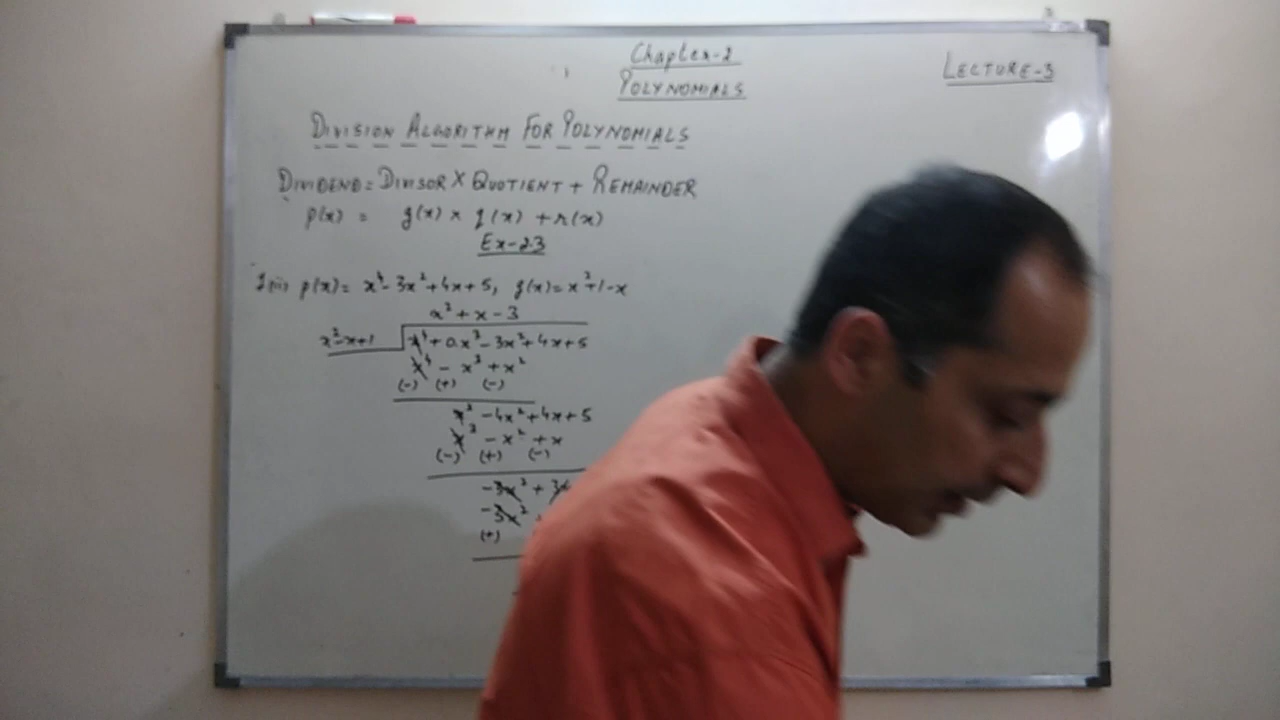 Chapter-2
POLYNOMIALS
LECTURE-3
DIVISION ALGORITHM FOR POLYNOMIALS
DIVIDEND = DIVISOR X QUOTIENT + REMAINDER
p(x) = g(x) × q(x) + r(x)
Ex-2.3
1(ii) p(x) = x⁴ - 3x² + 4x + 5, g(x) = x² + 1 - x
x² + x - 3
x² - x + 1 x⁴ + 0x³ - 3x² + 4x + 5
x⁴ - x³ + x²
(-) (+) (-)
x³ - 4x² + 4x + 5
x³ - x² + x
(-) (+) (-)
-3x² + 3x
-3x²
(+)